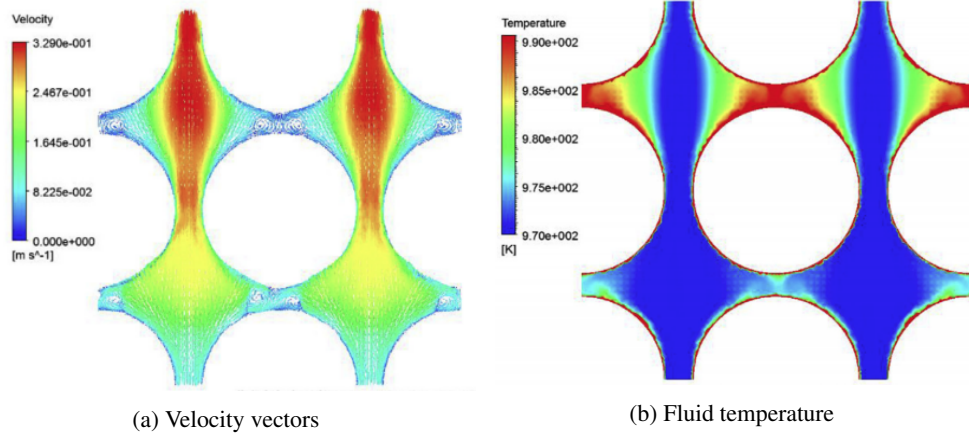 Velocity
3.290e-001
2.467e-001
1.645e-001
8.225e-002
0.000e+000
[m s^-1]
Temperature
9.90e+002
9.85e+002
9.80e+002
9.75e+002
9.70e+002
[K]
(a) Velocity vectors
(b) Fluid temperature